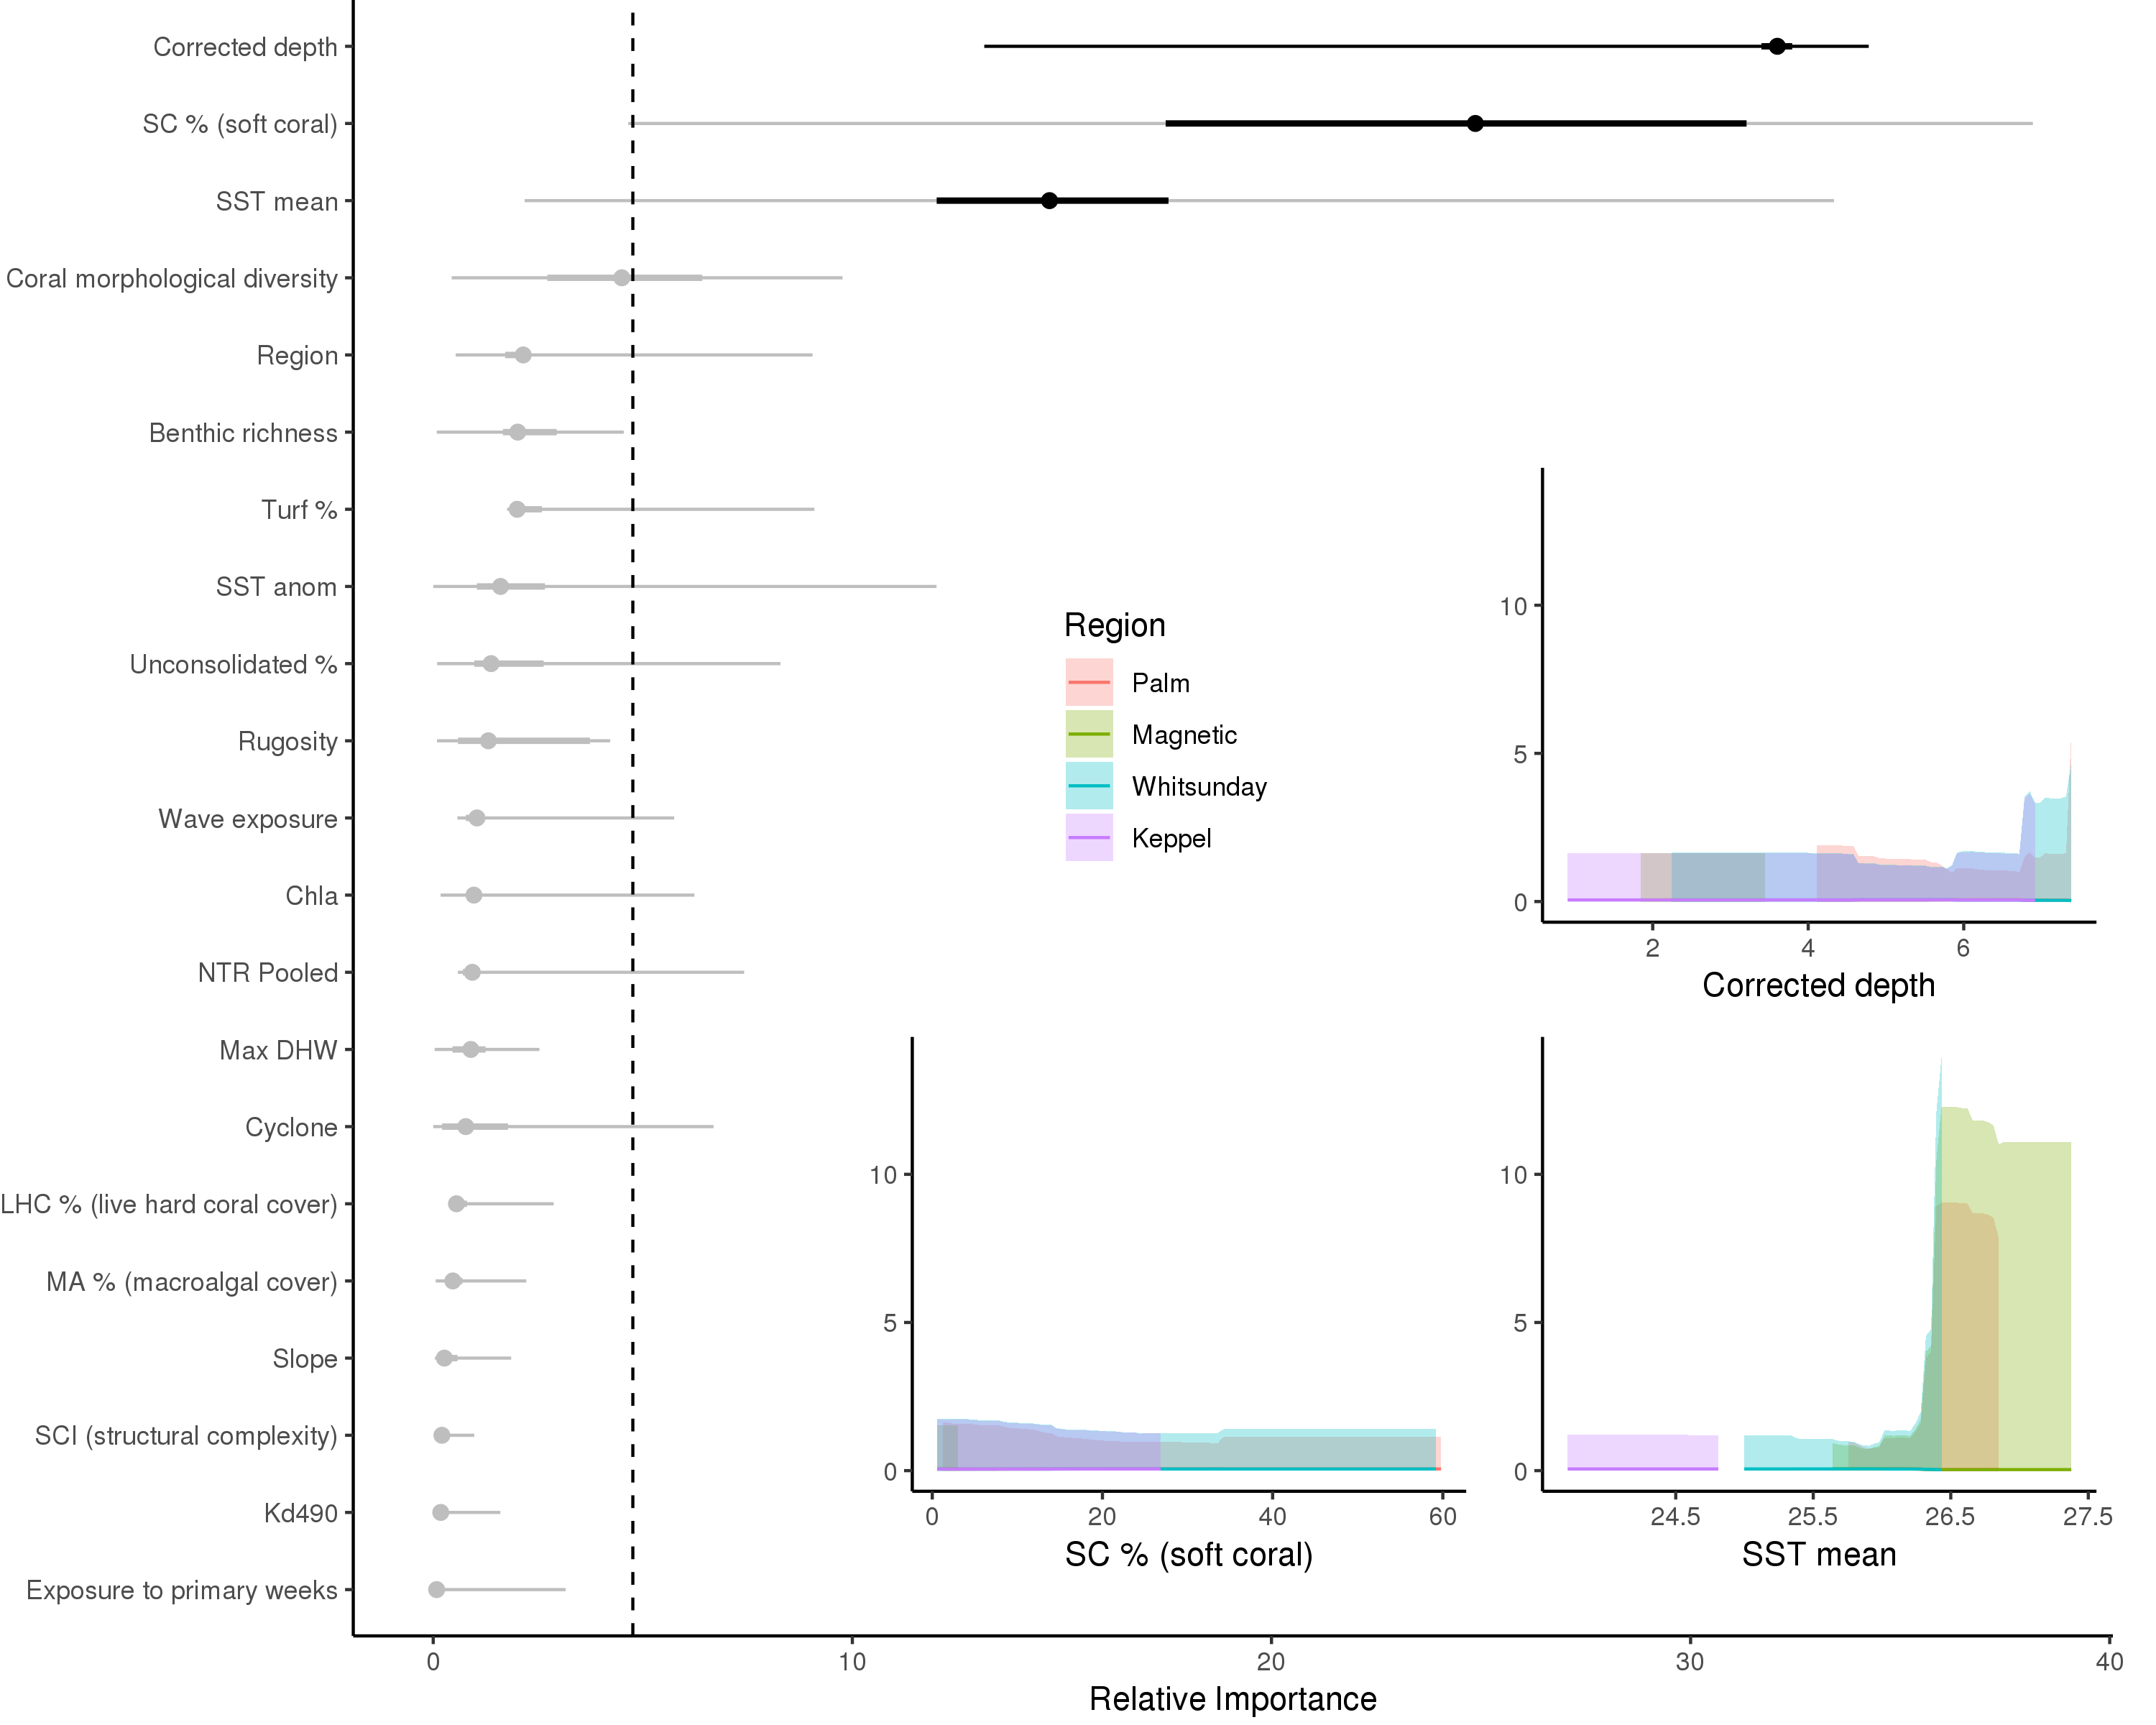 Corrected depth
SC % (soft coral)
SST mean
Coral morphological diversity
Region
Benthic richness
Turf %
SST anom
Unconsolidated %
Rugosity
Wave exposure
Chla
NTR Pooled
Max DHW
Cyclone
LHC % (live hard coral cover)
MA % (macroalgal cover)
Slope
SCI (structural complexity)
Kd490
Exposure to primary weeks
0 10 20 30 40
Relative Importance
Region
Palm
Magnetic
Whitsunday
Keppel
10
5
0
2 4 6
Corrected depth
10
5
0
0 20 40 60
SC % (soft coral)
10
5
0
24.5 25.5 26.5 27.5
SST mean